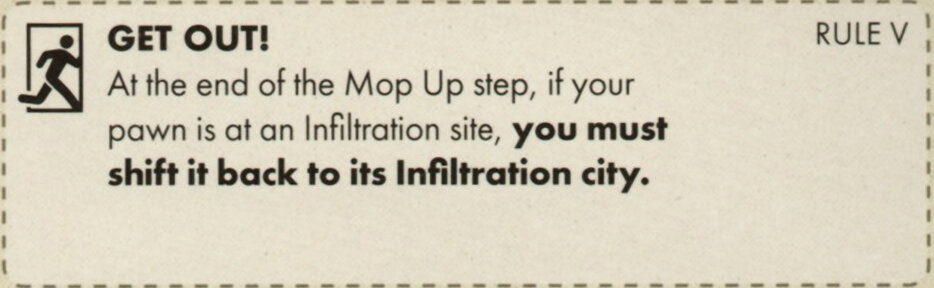 GET OUT!
RULE V
At the end of the Mop Up step, if your
pawn is at an Infiltration site, you must
shift it back to its Infiltration city.